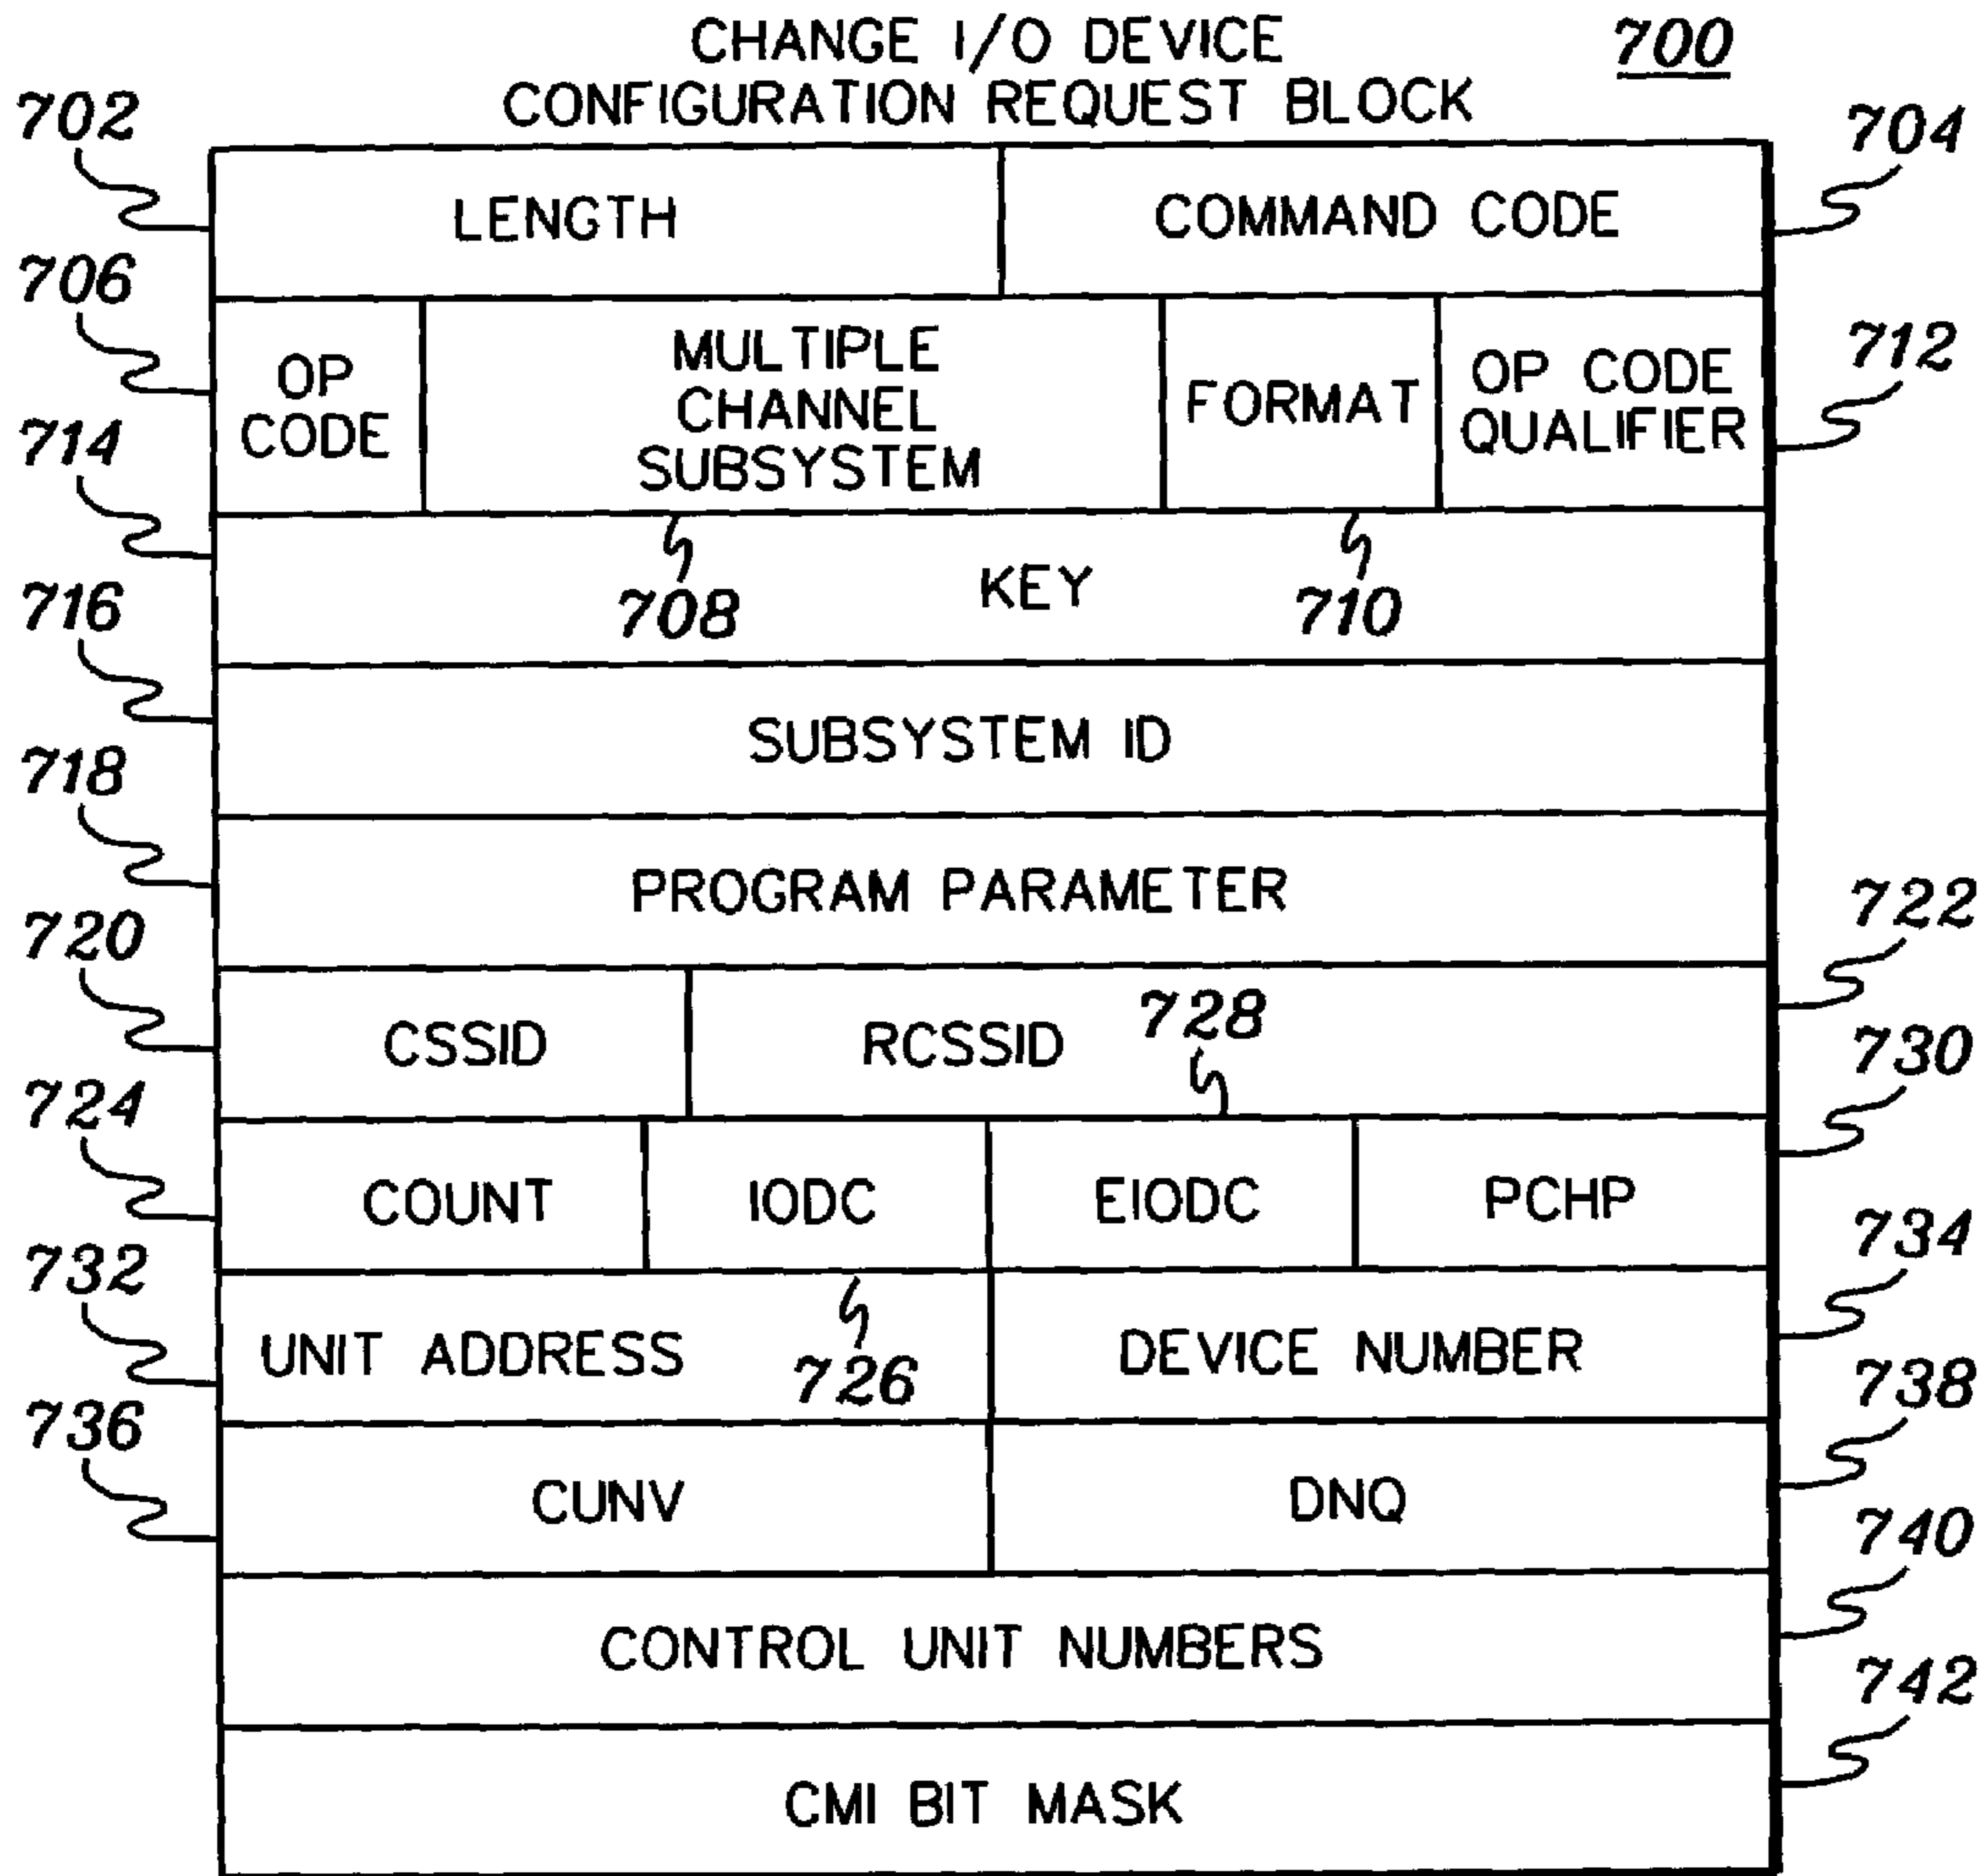 CHANGE I/O DEVICE 700
CONFIGURATION REQUEST BLOCK
702 704
LENGTH COMMAND CODE
706
OP CODE
MULTIPLE CHANNEL SUBSYSTEM
FORMAT
OP CODE QUALIFIER
712
714
KEY
708 710
716
SUBSYSTEM ID
718
PROGRAM PARAMETER
720 722
CSSID RCSSID 728
724 730
COUNT IODC EIODC PCHP
732 734
UNIT ADDRESS 726 DEVICE NUMBER
736 738
CUNV DNQ
740
CONTROL UNIT NUMBERS
742
CMI BIT MASK